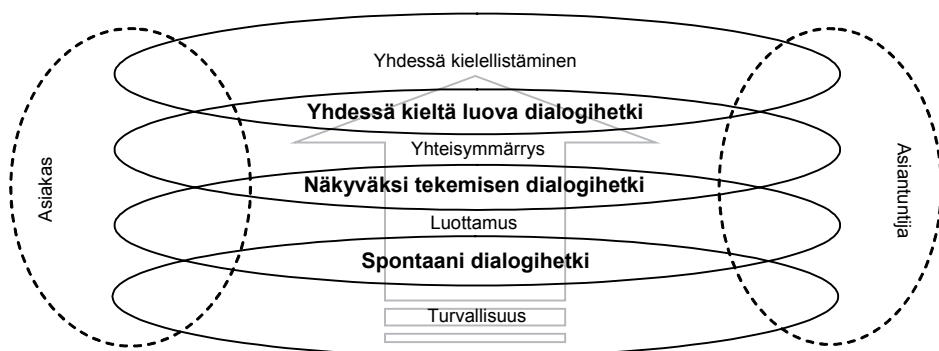 Yhdessä kielellistäminen
Yhdessä kieltä luova dialogihetki
Yhteisymmärrys
Asiakas
Asiantuntija
Näkyväksi tekemisen dialogihetki
Luottamus
Spontaani dialogihetki
Turvallisuus